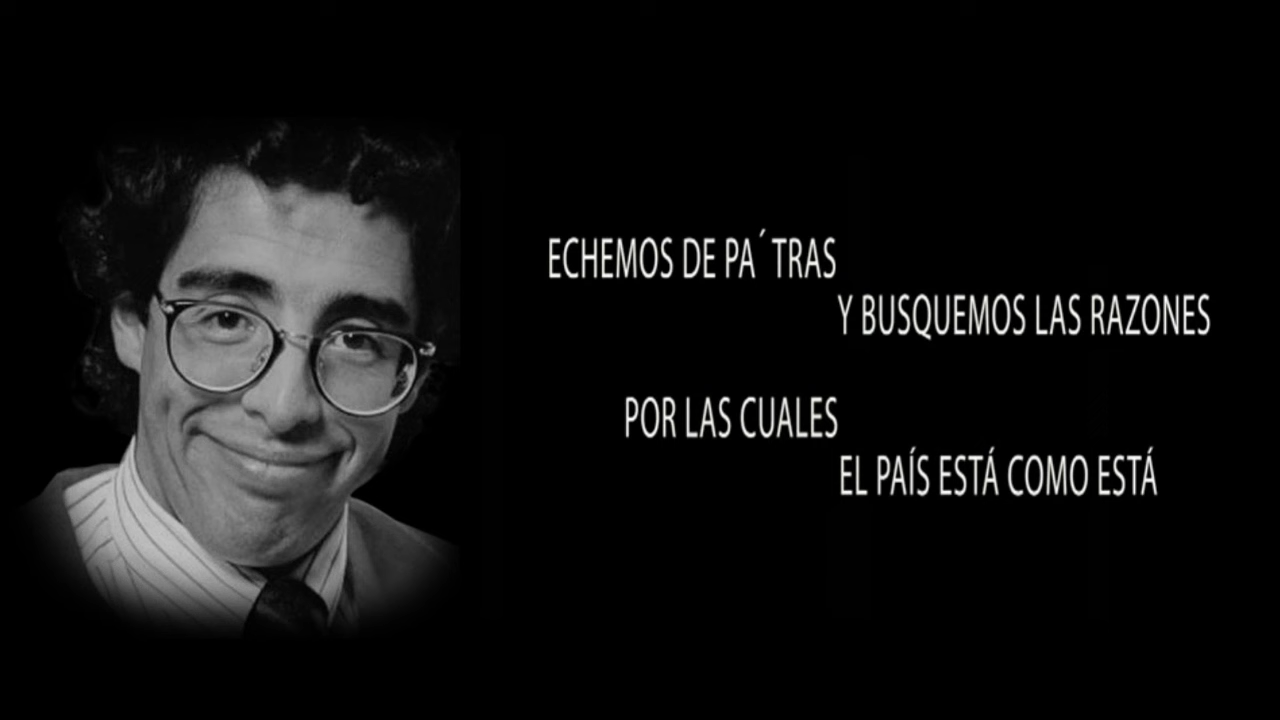 ECHEMOS DE PA´ TRAS
Y BUSQUEMOS LAS RAZONES
POR LAS CUALES
EL PAÍS ESTÁ COMO ESTÁ